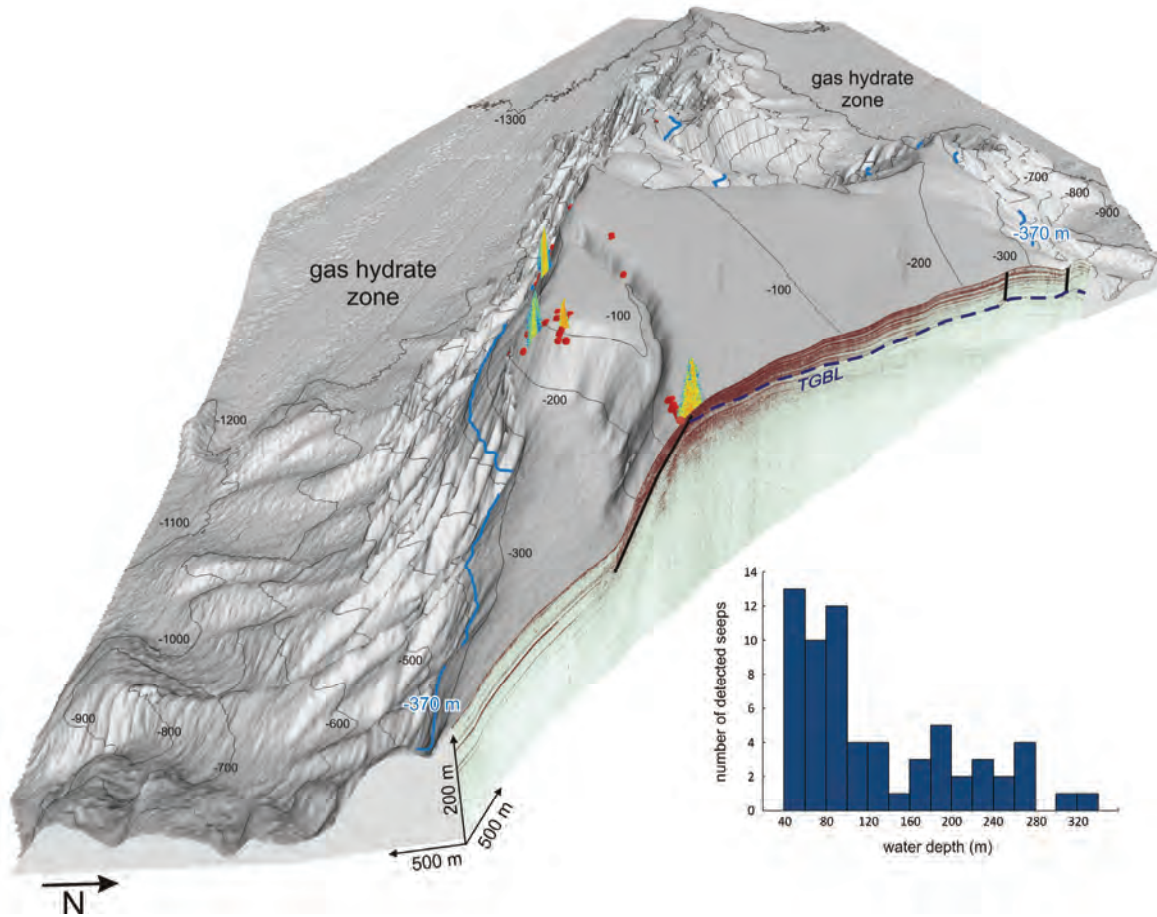 gas hydrate
zone
-1300
gas hydrate
zone
-700
-800
-900
-370 m
-300
-200
-100
-100
TGBL
-200
-1200
-1100
-300
-1000
-500
-370 m
-600
-900
-800
-700
200 m
500 m
500 m
N
number of detected seeps
14
12
10
8
6
4
2
0
40 80 120 160 200 240 280 320
water depth (m)